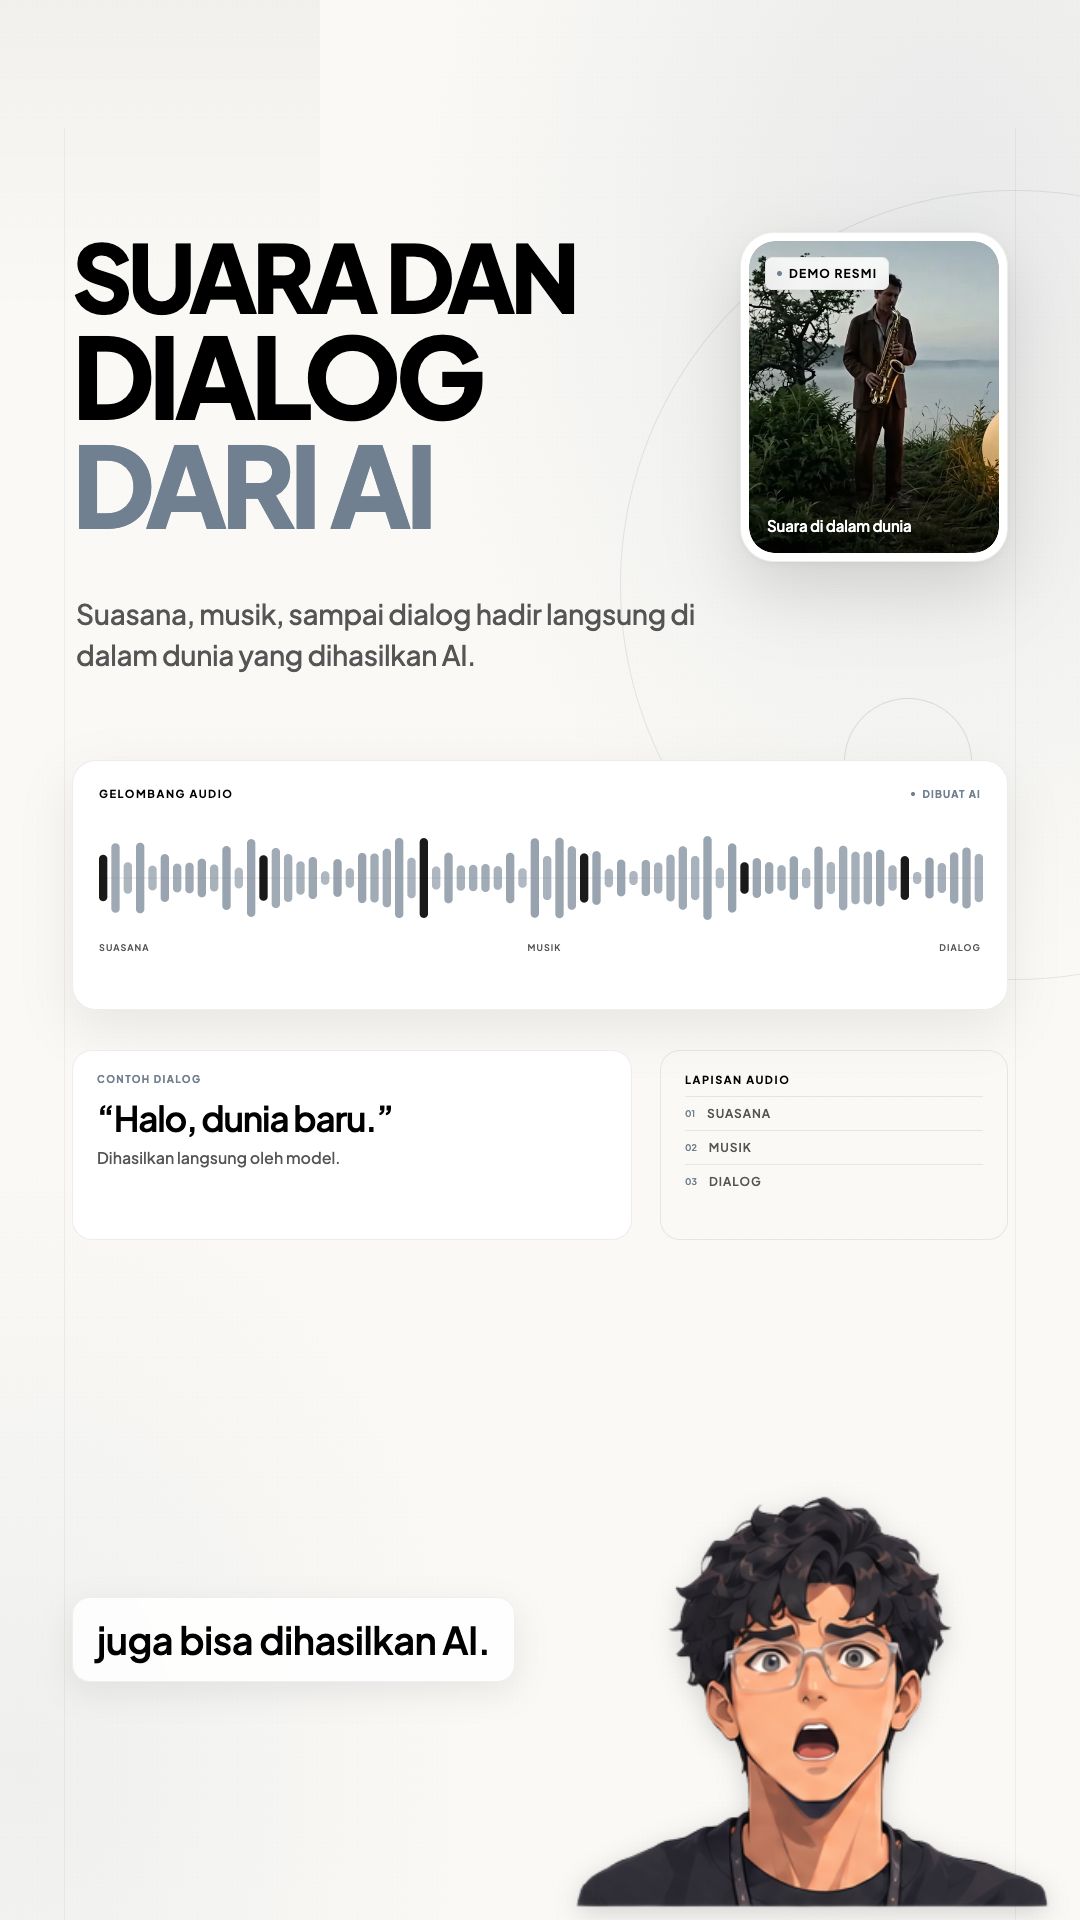 SUARA DAN
DIALOG
DARI AI
DEMO RESMI
Suara di dalam dunia
Suasana, musik, sampai dialog hadir langsung di
dalam dunia yang dihasilkan AI.
GELOMBANG AUDIO
DIBUAT AI
SUASANA
MUSIK
DIALOG
CONTOH DIALOG
“Halo, dunia baru.”
Dihasilkan langsung oleh model.
LAPISAN AUDIO
01 SUASANA
02 MUSIK
03 DIALOG
juga bisa dihasilkan AI.